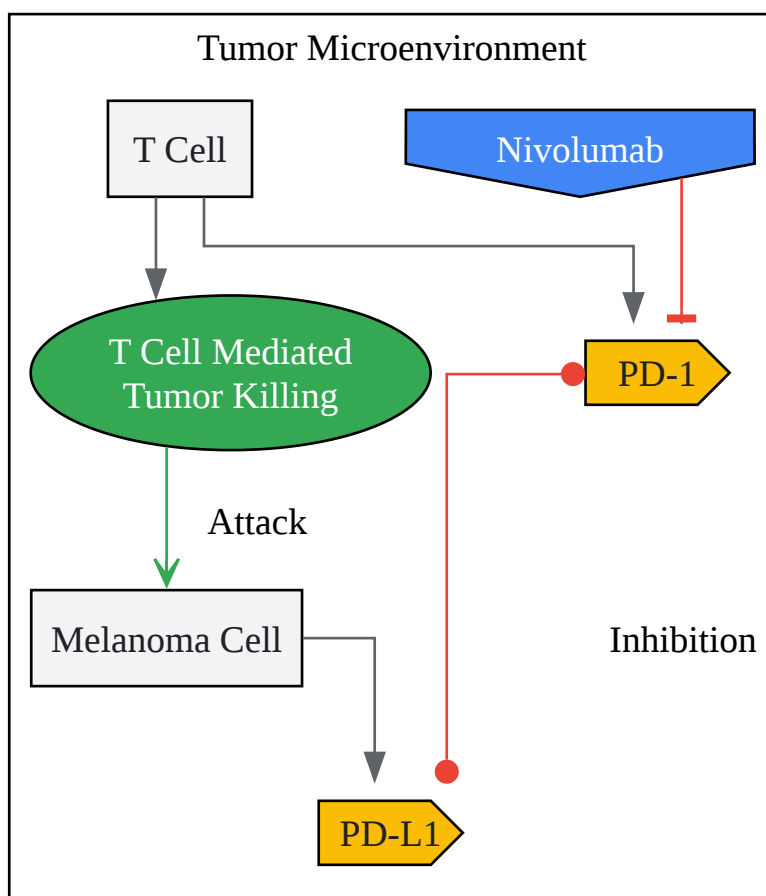 Tumor Microenvironment
T Cell
Nivolumab
T Cell Mediated
Tumor Killing
PD-1
Attack
Melanoma Cell
Inhibition
PD-L1